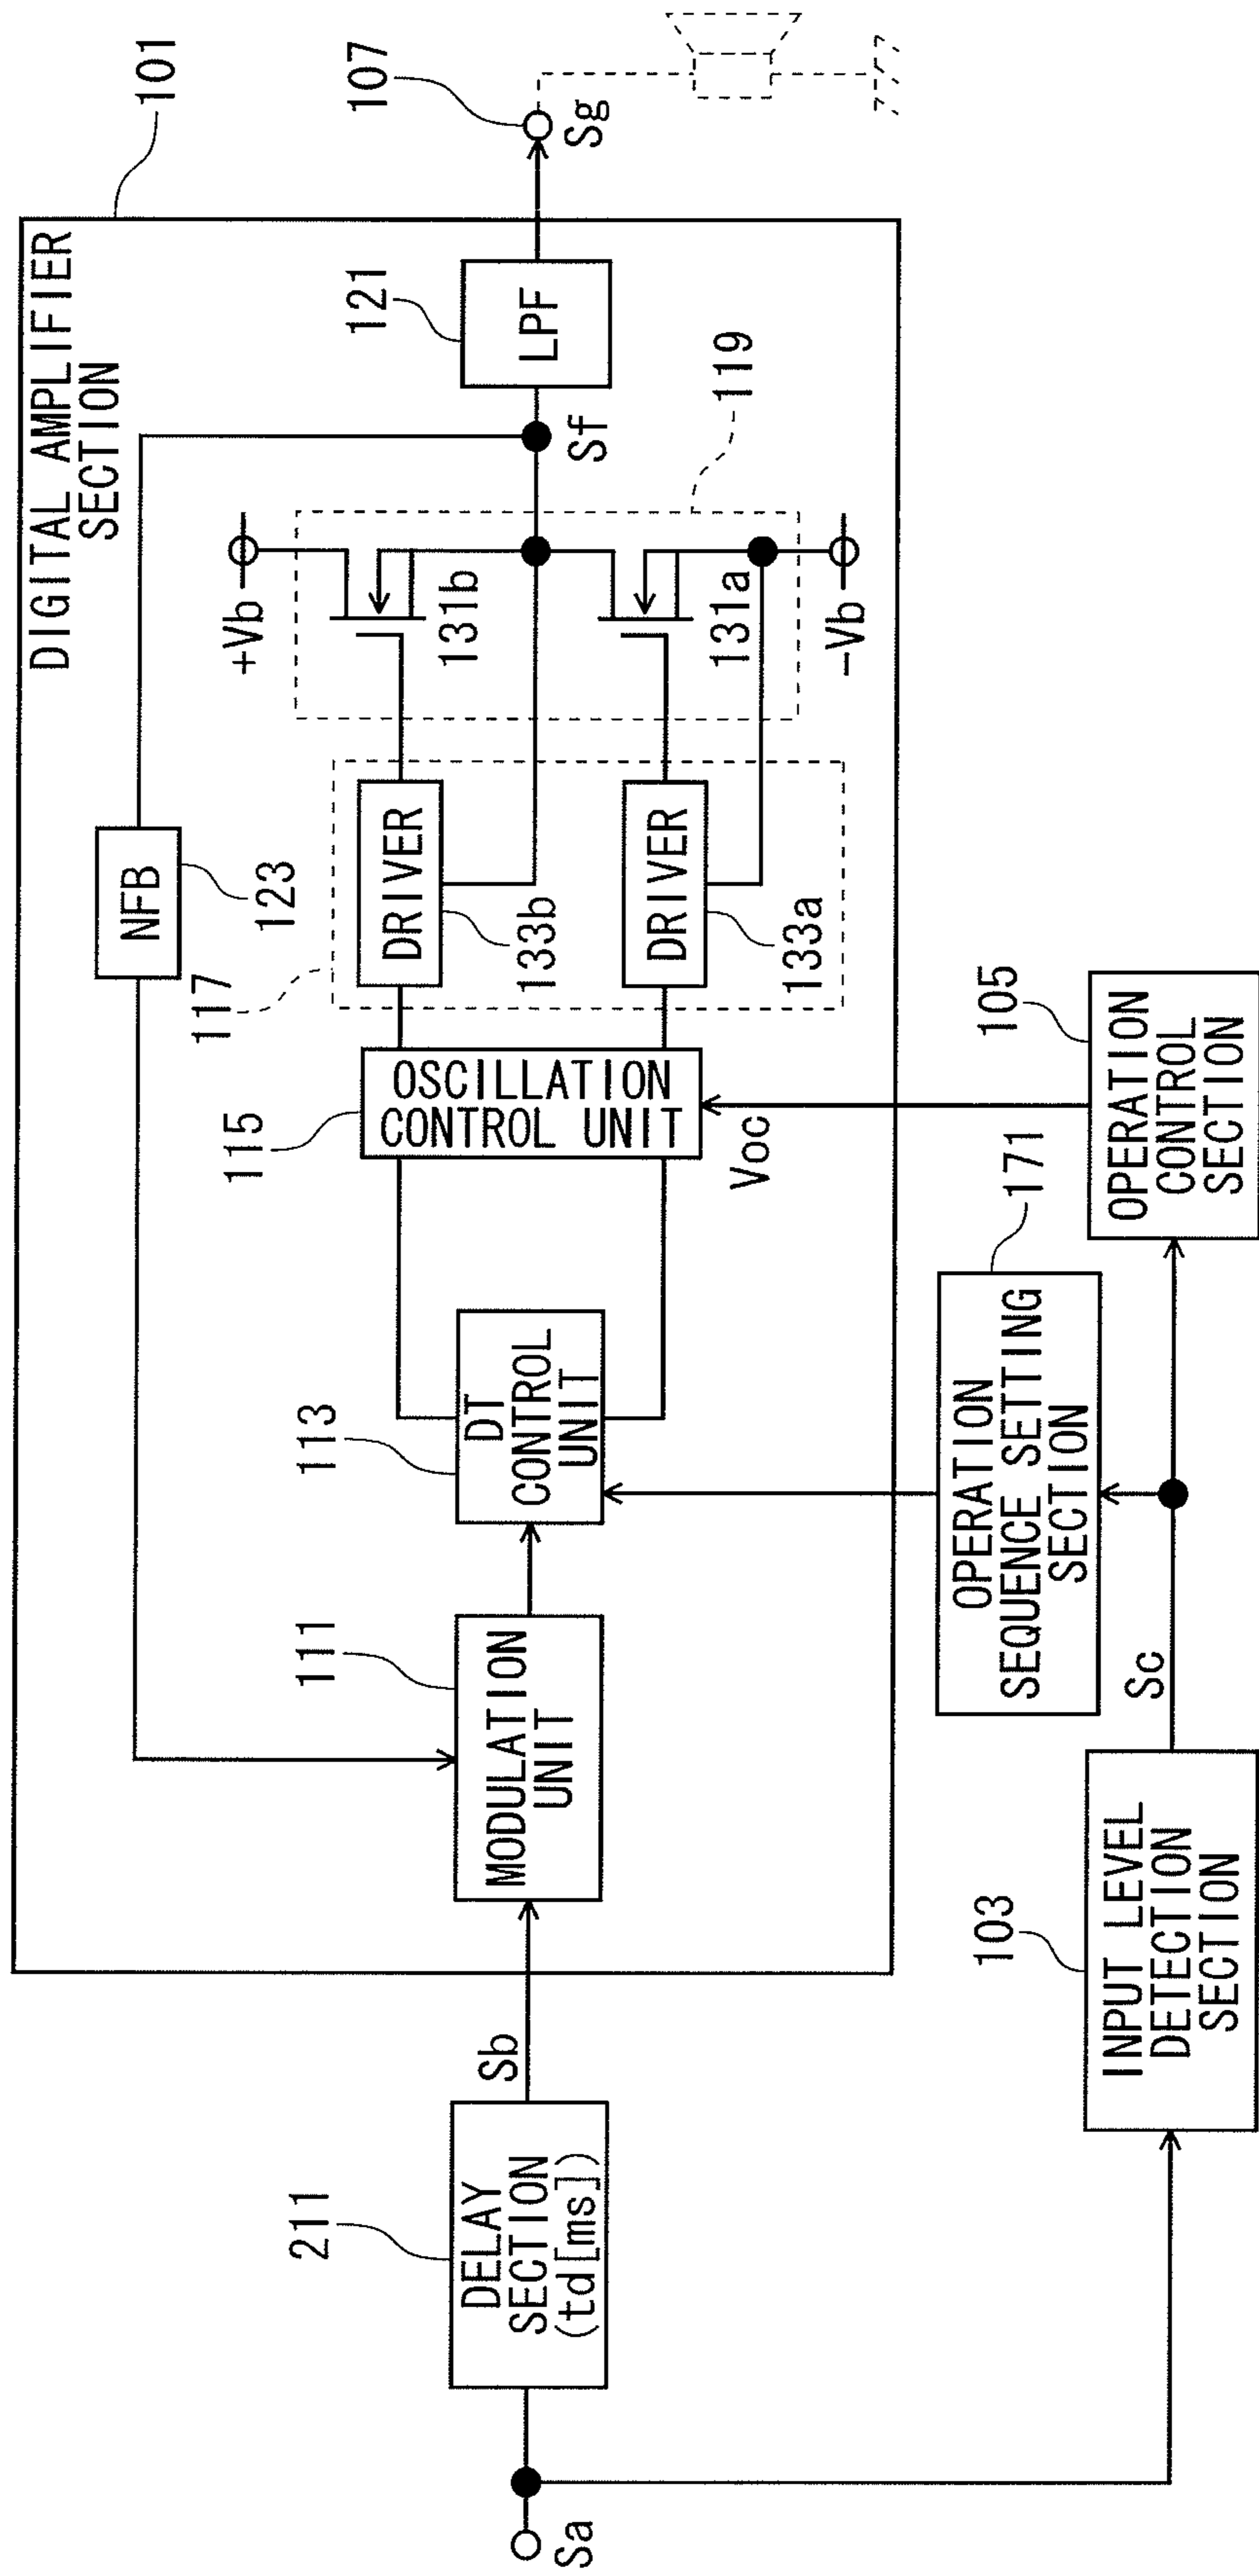 DIGITAL AMPLIFIER
SECTION
101
NFB
123
117
+Vb
107
Sg
121
LPF
Sf
119
131b
131a
-Vb
DRIVER
133b
DRIVER
133a
115
OSCILLATION
CONTROL UNIT
Voc
113
DT
CONTROL
UNIT
111
MODULATION
UNIT
Sb
211
DELAY
SECTION
(td[ms])
Sa
103
INPUT LEVEL
DETECTION
SECTION
Sc
171
OPERATION
SEQUENCE SETTING
SECTION
105
OPERATION
CONTROL
SECTION